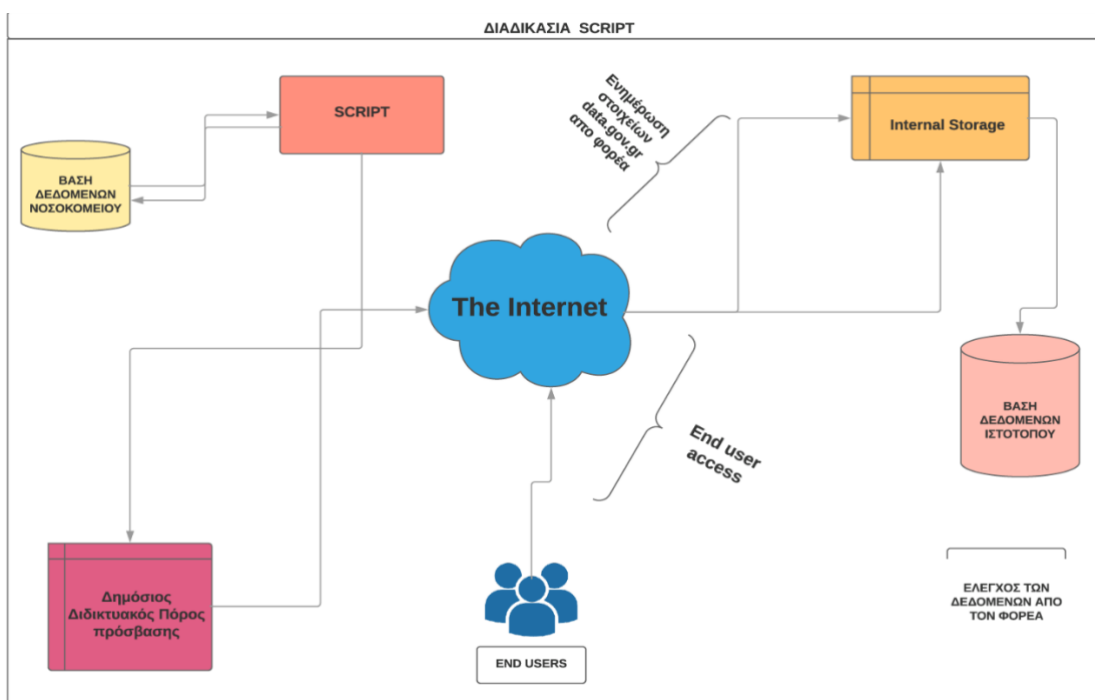 ΔΙΑΔΙΚΑΣΙΑ SCRIPT
SCRIPT
ΒΑΣΗ
ΔΕΔΟΜΕΝΩΝ
ΝΟΣΟΚΟΜΕΙΟΥ
Ενημέρωση
στοιχείων
data.gov.gr
απο φορέα
Internal Storage
The Internet
ΒΑΣΗ
ΔΕΔΟΜΕΝΩΝ
ΙΣΤΟΤΟΠΟΥ
End user
access
Δημόσιος
Διδικτυακός Πόρος
πρόσβασης
END USERS
ΕΛΕΓΧΟΣ ΤΩΝ
ΔΕΔΟΜΕΝΩΝ ΑΠΟ
ΤΟΝ ΦΟΡΕΑ